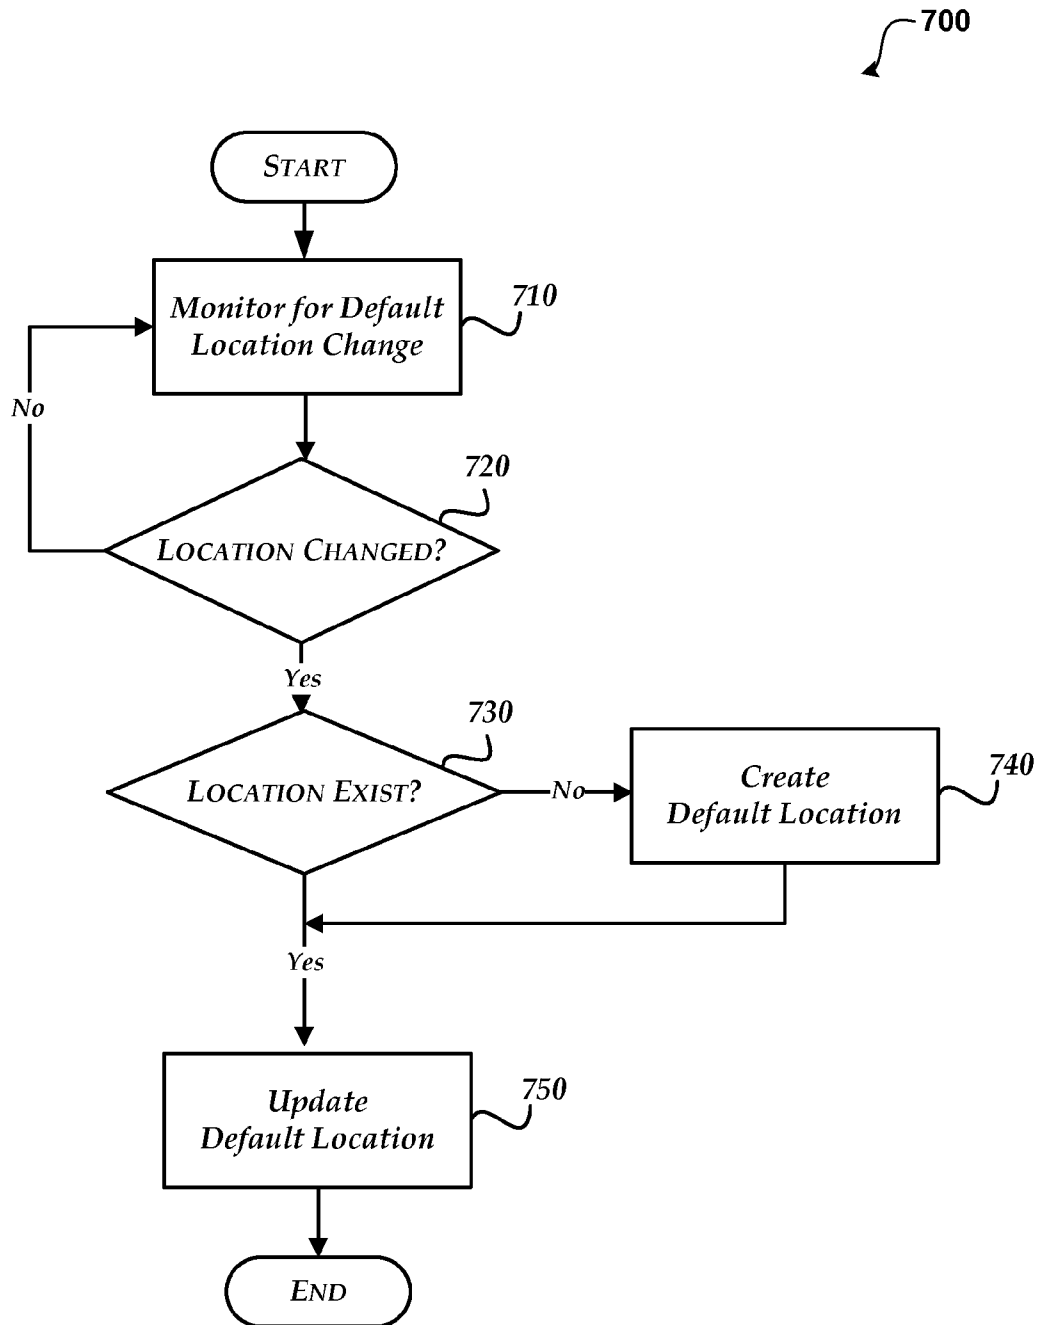 700
START
Monitor for Default
Location Change
710
No
720
LOCATION CHANGED?
Yes
730
LOCATION EXIST?
No
Create
Default Location
740
Yes
Update
Default Location
750
END